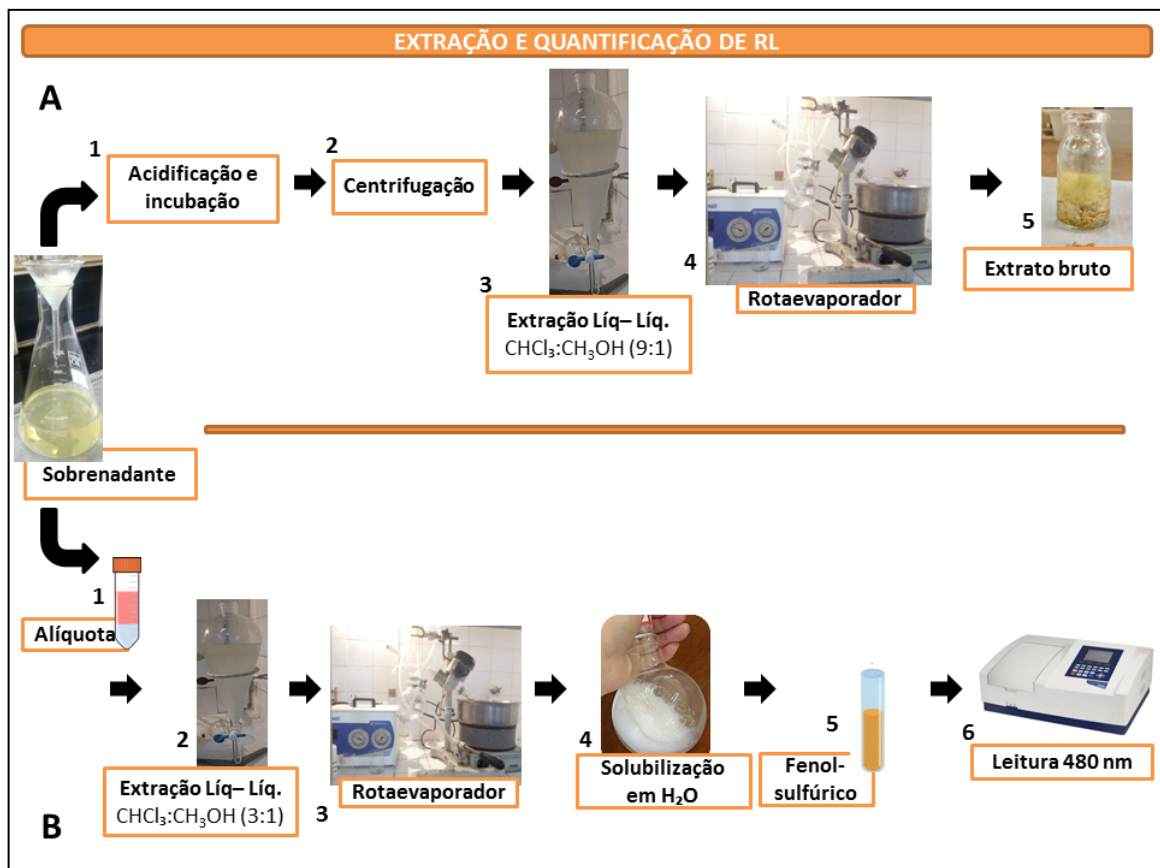 EXTRAÇÃO E QUANTIFICAÇÃO DE RL
A
1
Acidificação e
incubação
2
Centrifugação
3
Extração Líq– Líq.
CHCl₃:CH₃OH (9:1)
4
Rotaevaporador
5
Extrato bruto
Sobrenadante
1
Alíquota
2
Extração Líq– Líq.
CHCl₃:CH₃OH (3:1)
3
Rotaevaporador
4
Solubilização
em H₂O
5
Fenol-
sulfúrico
6
Leitura 480 nm
B